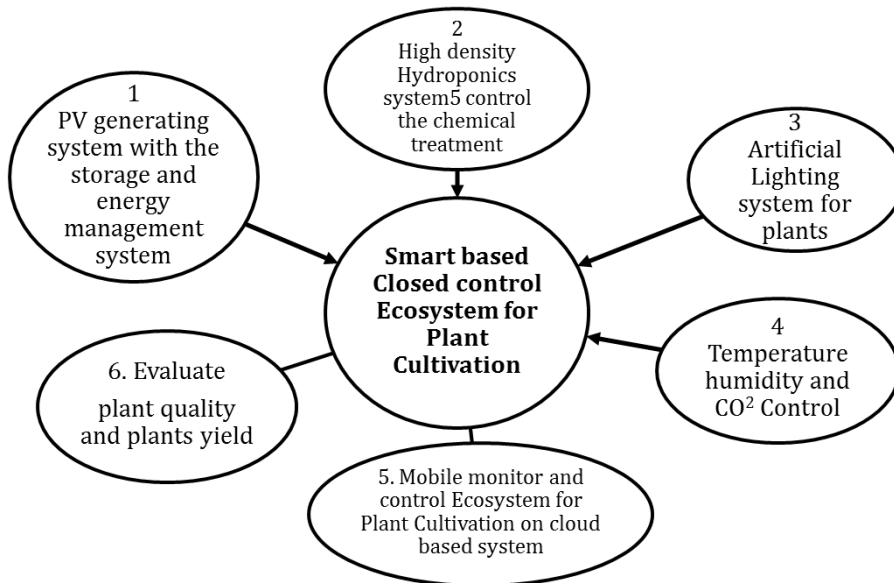 1
PV generating
system with the
storage and
energy
management
system
2
High density
Hydroponics
system5 control
the chemical
treatment
3
Artificial
Lighting
system for
plants
Smart based
Closed control
Ecosystem for
Plant
Cultivation
4
Temperature
humidity and
CO² Control
6. Evaluate
plant quality
and plants yield
5. Mobile monitor and
control Ecosystem for
Plant Cultivation on cloud
based system